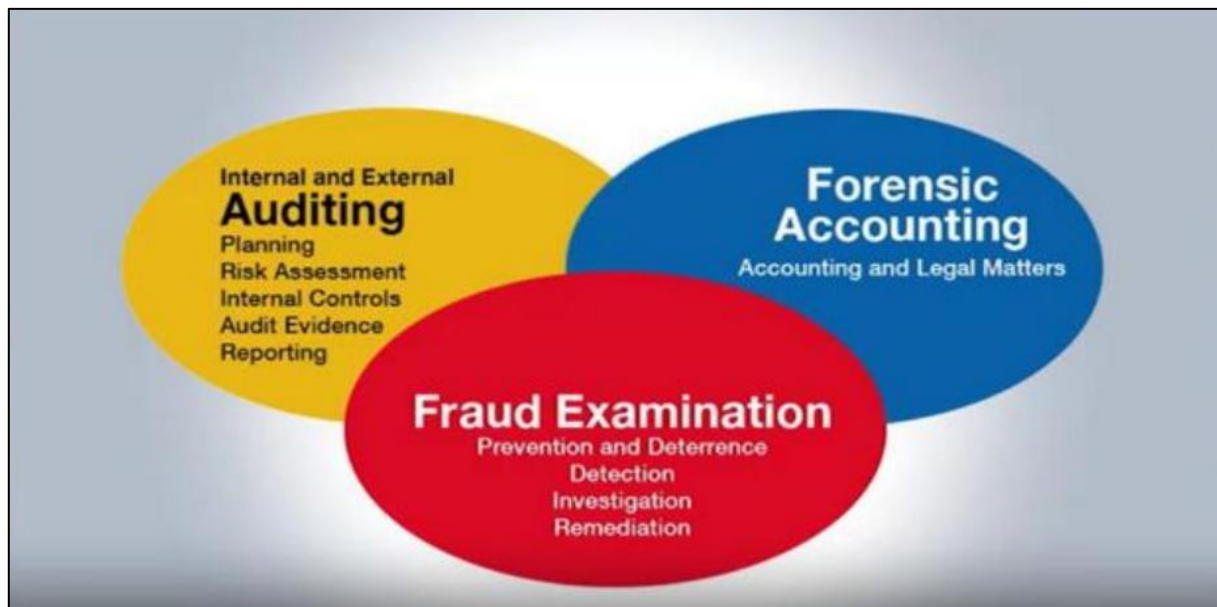 Internal and External
Auditing
Planning
Risk Assessment
Internal Controls
Audit Evidence
Reporting
Forensic
Accounting
Accounting and Legal Matters
Fraud Examination
Prevention and Deterrence
Detection
Investigation
Remediation